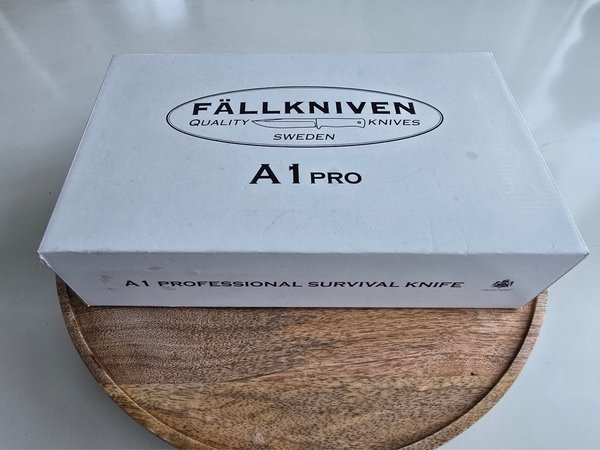 FÄLLKNIVEN
QUALITY KNIVES
SWEDEN
A1 PRO
A1 PROFESSIONAL SURVIVAL KNIFE